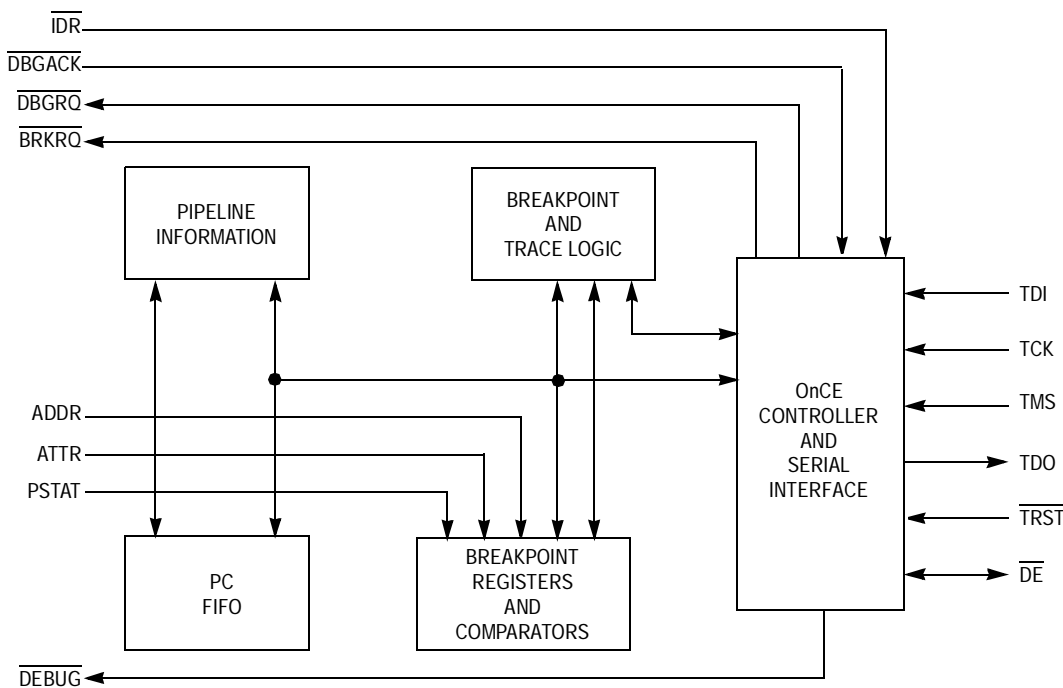 IDR
DBGACK
DBGRQ
BRKRQ
PIPELINE
INFORMATION
BREAKPOINT
AND
TRACE LOGIC
ADDR
ATTR
PSTAT
PC
FIFO
BREAKPOINT
REGISTERS
AND
COMPARATORS
OnCE
CONTROLLER
AND
SERIAL
INTERFACE
TDI
TCK
TMS
TDO
TRST
DE
DEBUG